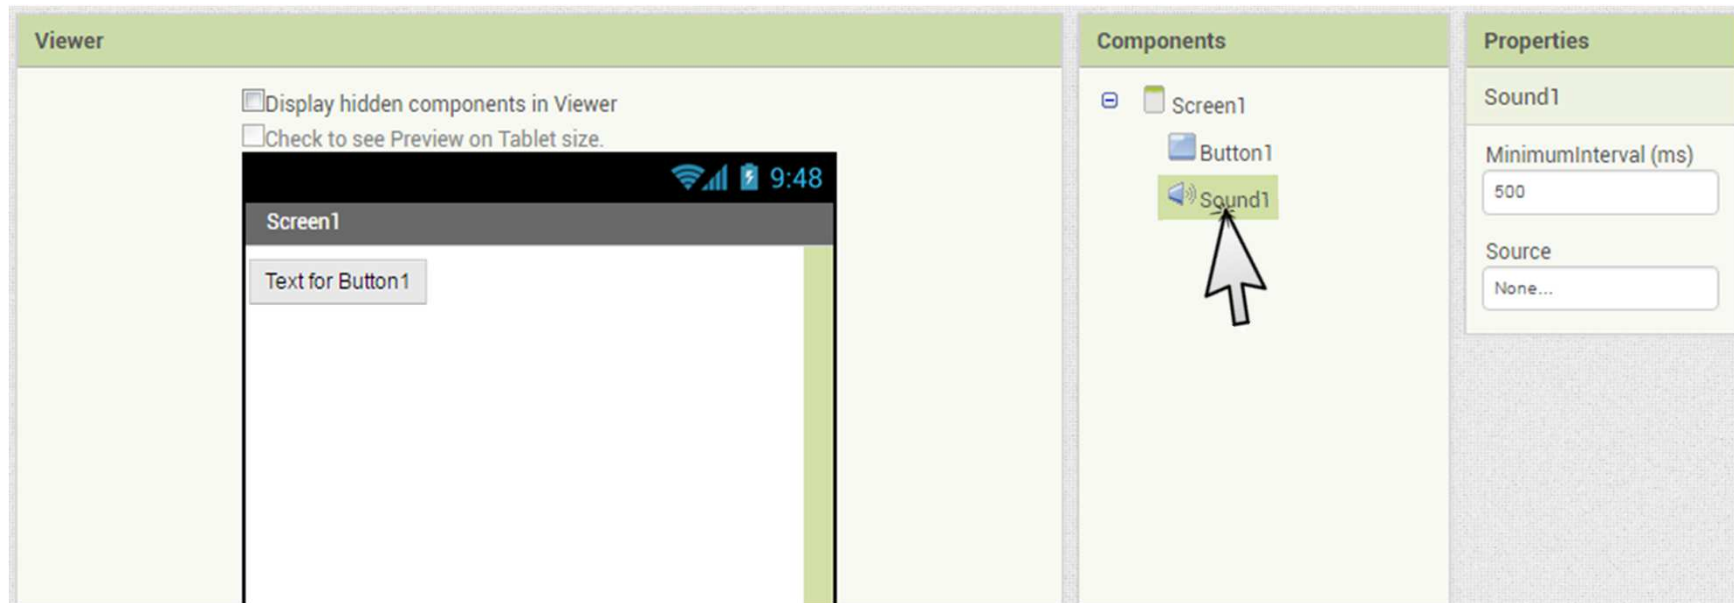 Viewer
Display hidden components in Viewer
Check to see Preview on Tablet size.
9:48
Screen1
Text for Button1
Components
Screen1
Button1
Sound1
Properties
Sound1
MinimumInterval (ms)
500
Source
None...